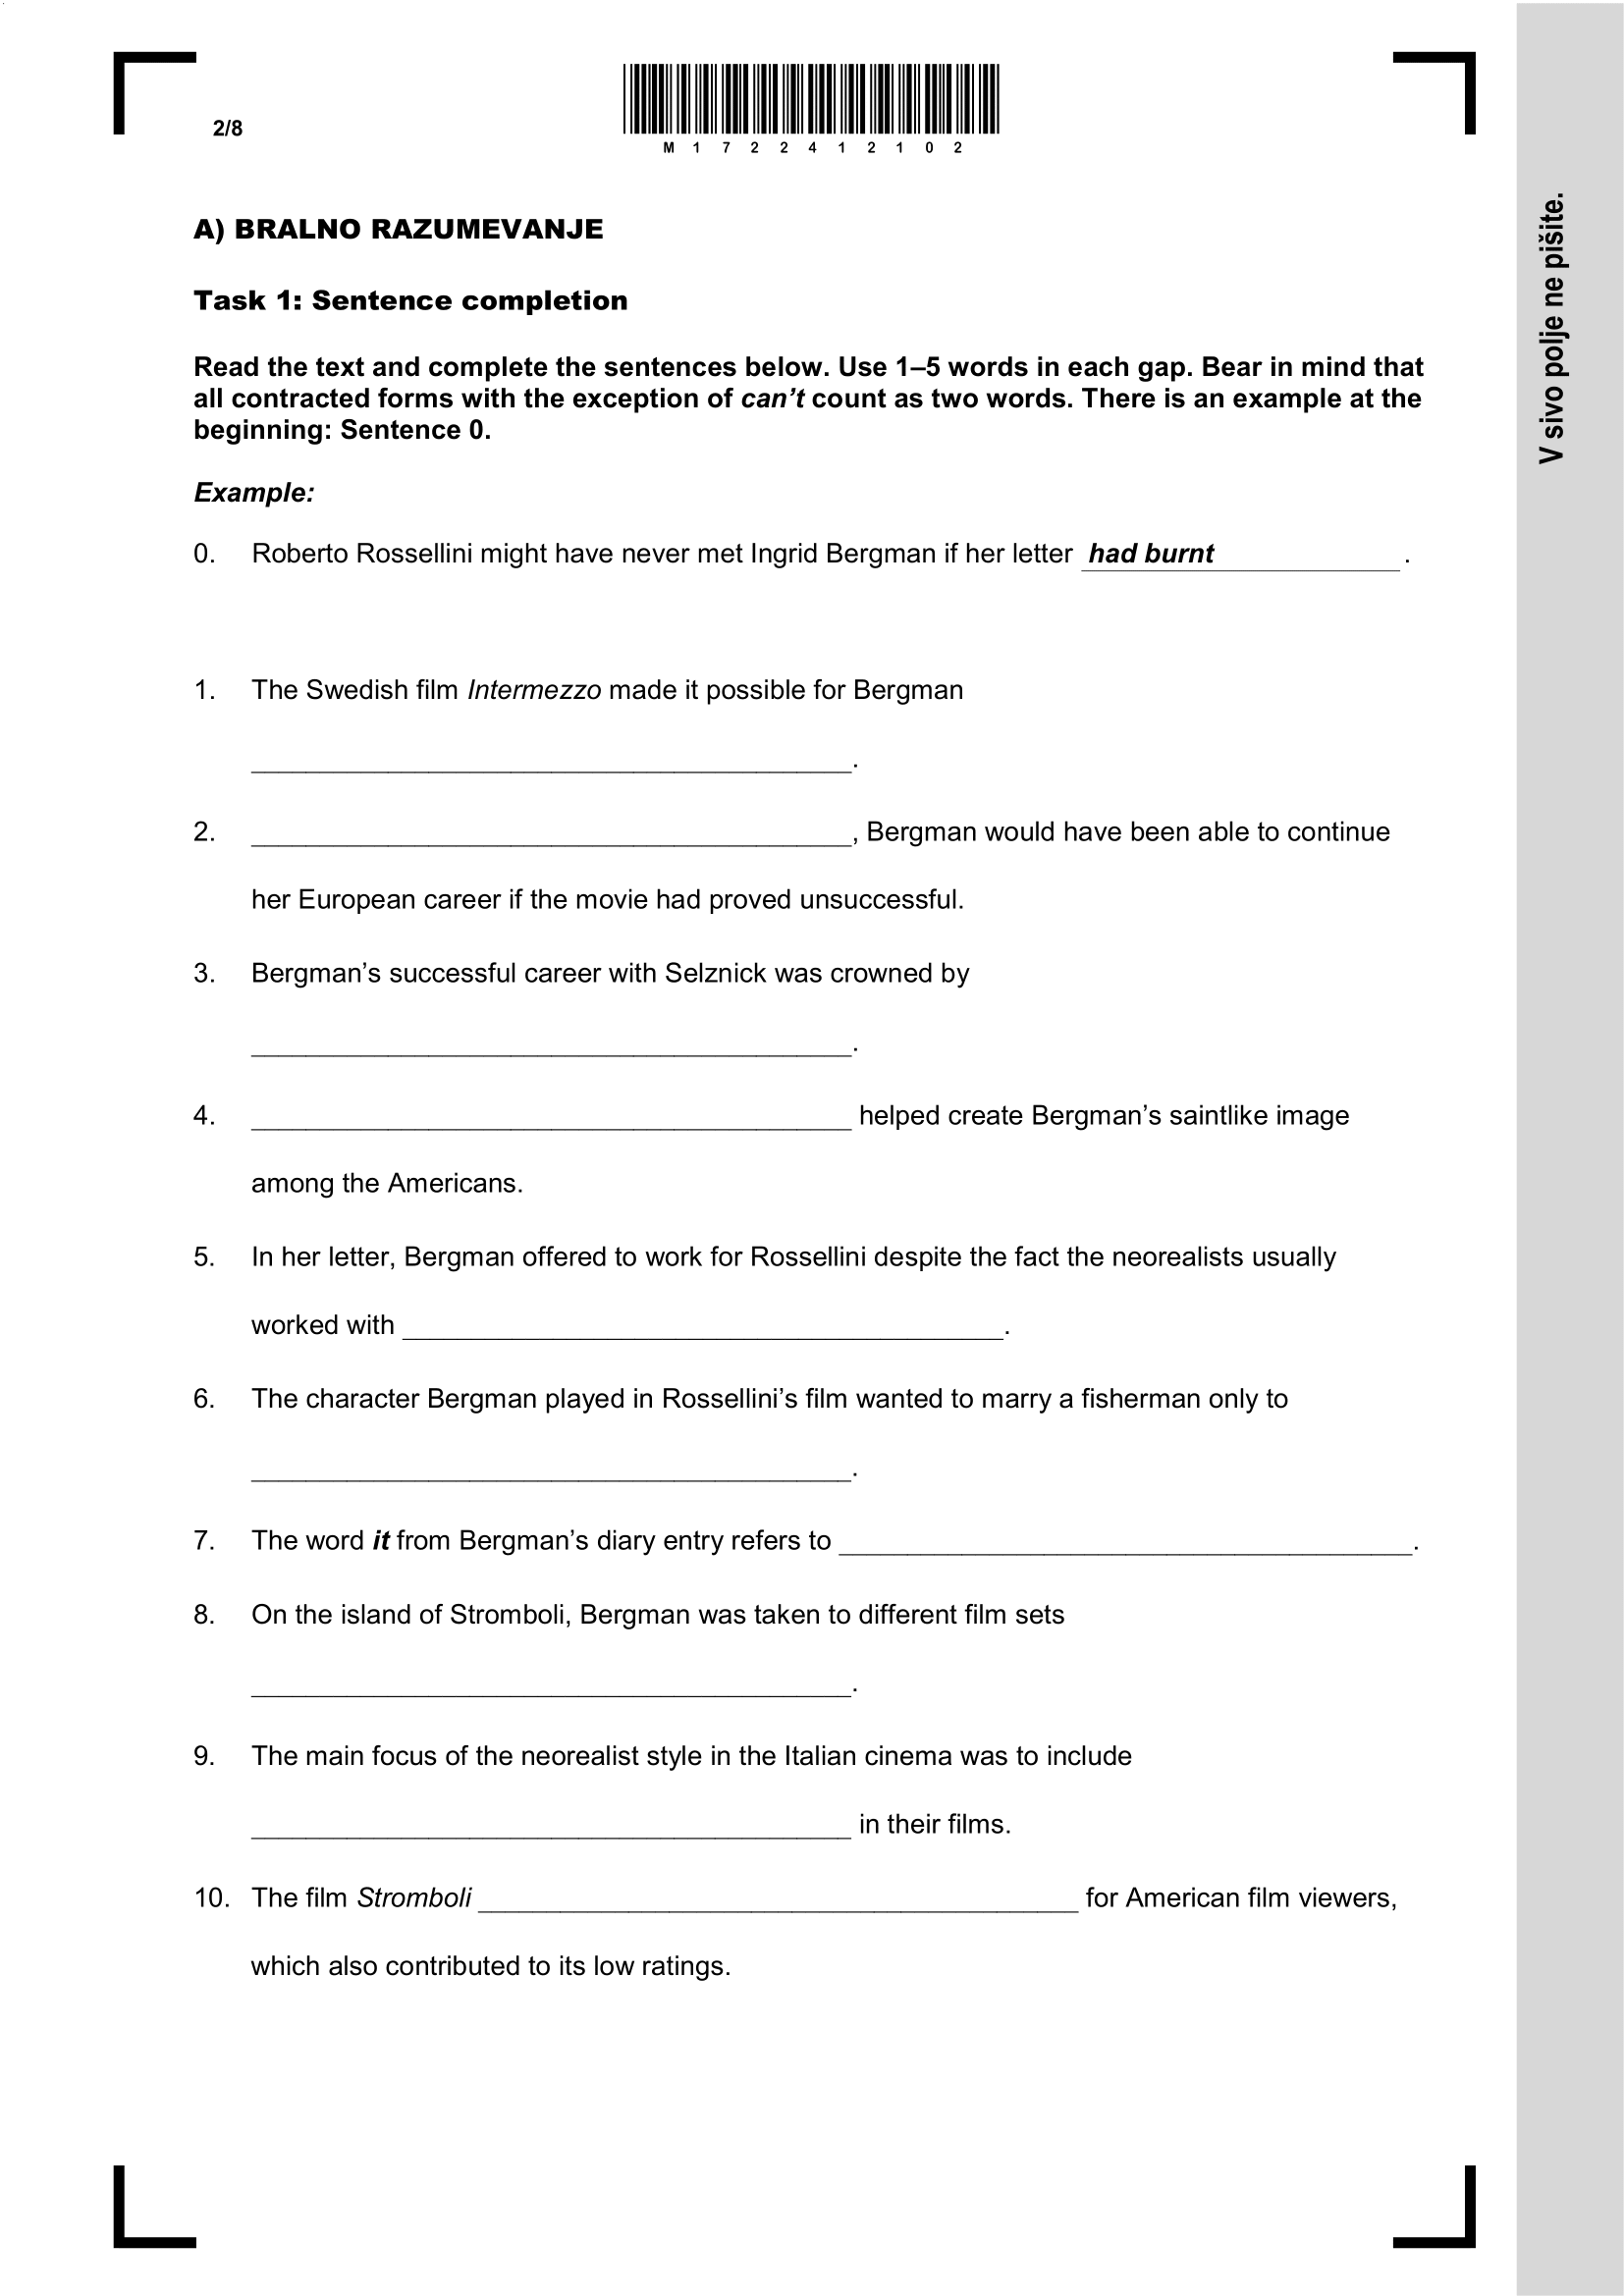 2/8
M 1 7 2 2 4 1 2 1 0 2
V sivo polje ne pišite.
A) BRALNO RAZUMEVANJE
Task 1: Sentence completion
Read the text and complete the sentences below. Use 1–5 words in each gap. Bear in mind that
all contracted forms with the exception of can’t count as two words. There is an example at the
beginning: Sentence 0.
Example:
0. Roberto Rossellini might have never met Ingrid Bergman if her letter had burnt .
1. The Swedish film Intermezzo made it possible for Bergman
________________________________________.
2. ________________________________________, Bergman would have been able to continue
her European career if the movie had proved unsuccessful.
3. Bergman’s successful career with Selznick was crowned by
________________________________________.
4. ________________________________________ helped create Bergman’s saintlike image
among the Americans.
5. In her letter, Bergman offered to work for Rossellini despite the fact the neorealists usually
worked with ________________________________________.
6. The character Bergman played in Rossellini’s film wanted to marry a fisherman only to
________________________________________.
7. The word it from Bergman’s diary entry refers to ______________________________________.
8. On the island of Stromboli, Bergman was taken to different film sets
________________________________________.
9. The main focus of the neorealist style in the Italian cinema was to include
________________________________________ in their films.
10. The film Stromboli ________________________________________ for American film viewers,
which also contributed to its low ratings.